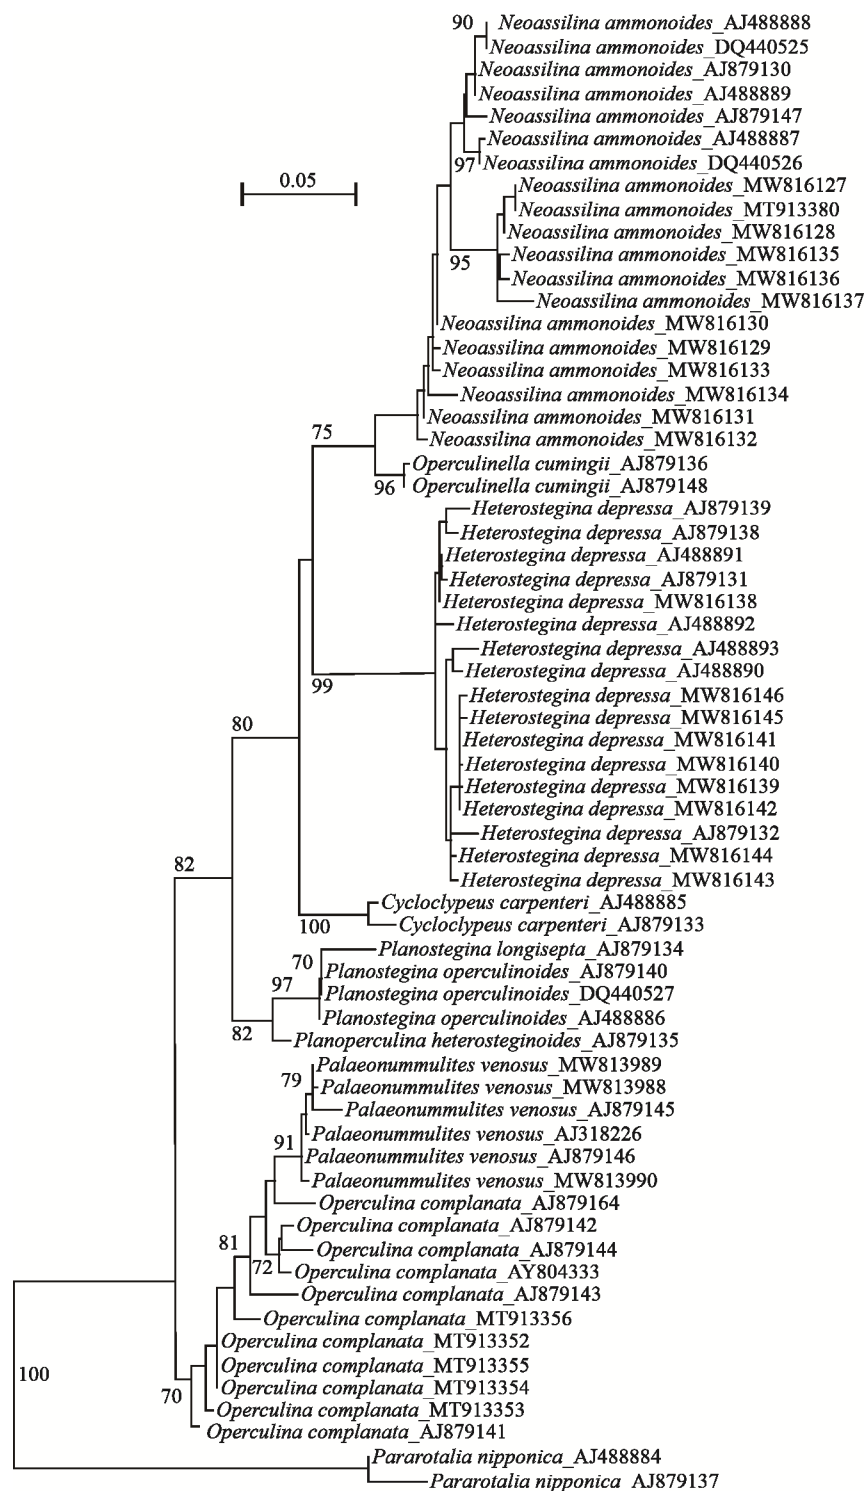 90
Neoassilina ammonoides_AJ488888
Neoassilina ammonoides_DQ440525
Neoassilina ammonoides_AJ879130
Neoassilina ammonoides_AJ488889
Neoassilina ammonoides_AJ879147
Neoassilina ammonoides_AJ488887
97
Neoassilina ammonoides_DQ440526
0.05
Neoassilina ammonoides_MW816127
Neoassilina ammonoides_MT913380
Neoassilina ammonoides_MW816128
95
Neoassilina ammonoides_MW816135
Neoassilina ammonoides_MW816136
Neoassilina ammonoides_MW816137
Neoassilina ammonoides_MW816130
Neoassilina ammonoides_MW816129
Neoassilina ammonoides_MW816133
Neoassilina ammonoides_MW816134
Neoassilina ammonoides_MW816131
75
Neoassilina ammonoides_MW816132
Operculinella cumingii_AJ879136
96
Operculinella cumingii_AJ879148
Heterostegina depressa_AJ879139
Heterostegina depressa_AJ879138
Heterostegina depressa_AJ488891
Heterostegina depressa_AJ879131
Heterostegina depressa_MW816138
Heterostegina depressa_AJ488892
Heterostegina depressa_AJ488893
Heterostegina depressa_AJ488890
99
Heterostegina depressa_MW816146
Heterostegina depressa_MW816145
80
Heterostegina depressa_MW816141
Heterostegina depressa_MW816140
Heterostegina depressa_MW816139
Heterostegina depressa_MW816142
Heterostegina depressa_AJ879132
Heterostegina depressa_MW816144
82
Heterostegina depressa_MW816143
Cycloclypeus carpenteri_AJ488885
100
Cycloclypeus carpenteri_AJ879133
Planostegina longisepta_AJ879134
70
Planostegina operculinoides_AJ879140
97
Planostegina operculinoides_DQ440527
Planostegina operculinoides_AJ488886
82
Planoperculina heterosteginoides_AJ879135
Palaeonummulites venosus_MW813989
79
Palaeonummulites venosus_MW813988
Palaeonummulites venosus_AJ879145
Palaeonummulites venosus_AJ318226
91
Palaeonummulites venosus_AJ879146
Palaeonummulites venosus_MW813990
Operculina complanata_AJ879164
Operculina complanata_AJ879142
81
Operculina complanata_AJ879144
72
Operculina complanata_AY804333
Operculina complanata_AJ879143
Operculina complanata_MT913356
Operculina complanata_MT913352
Operculina complanata_MT913355
100
Operculina complanata_MT913354
70
Operculina complanata_MT913353
Operculina complanata_AJ879141
Pararotalia nipponica_AJ488884
Pararotalia nipponica_AJ879137